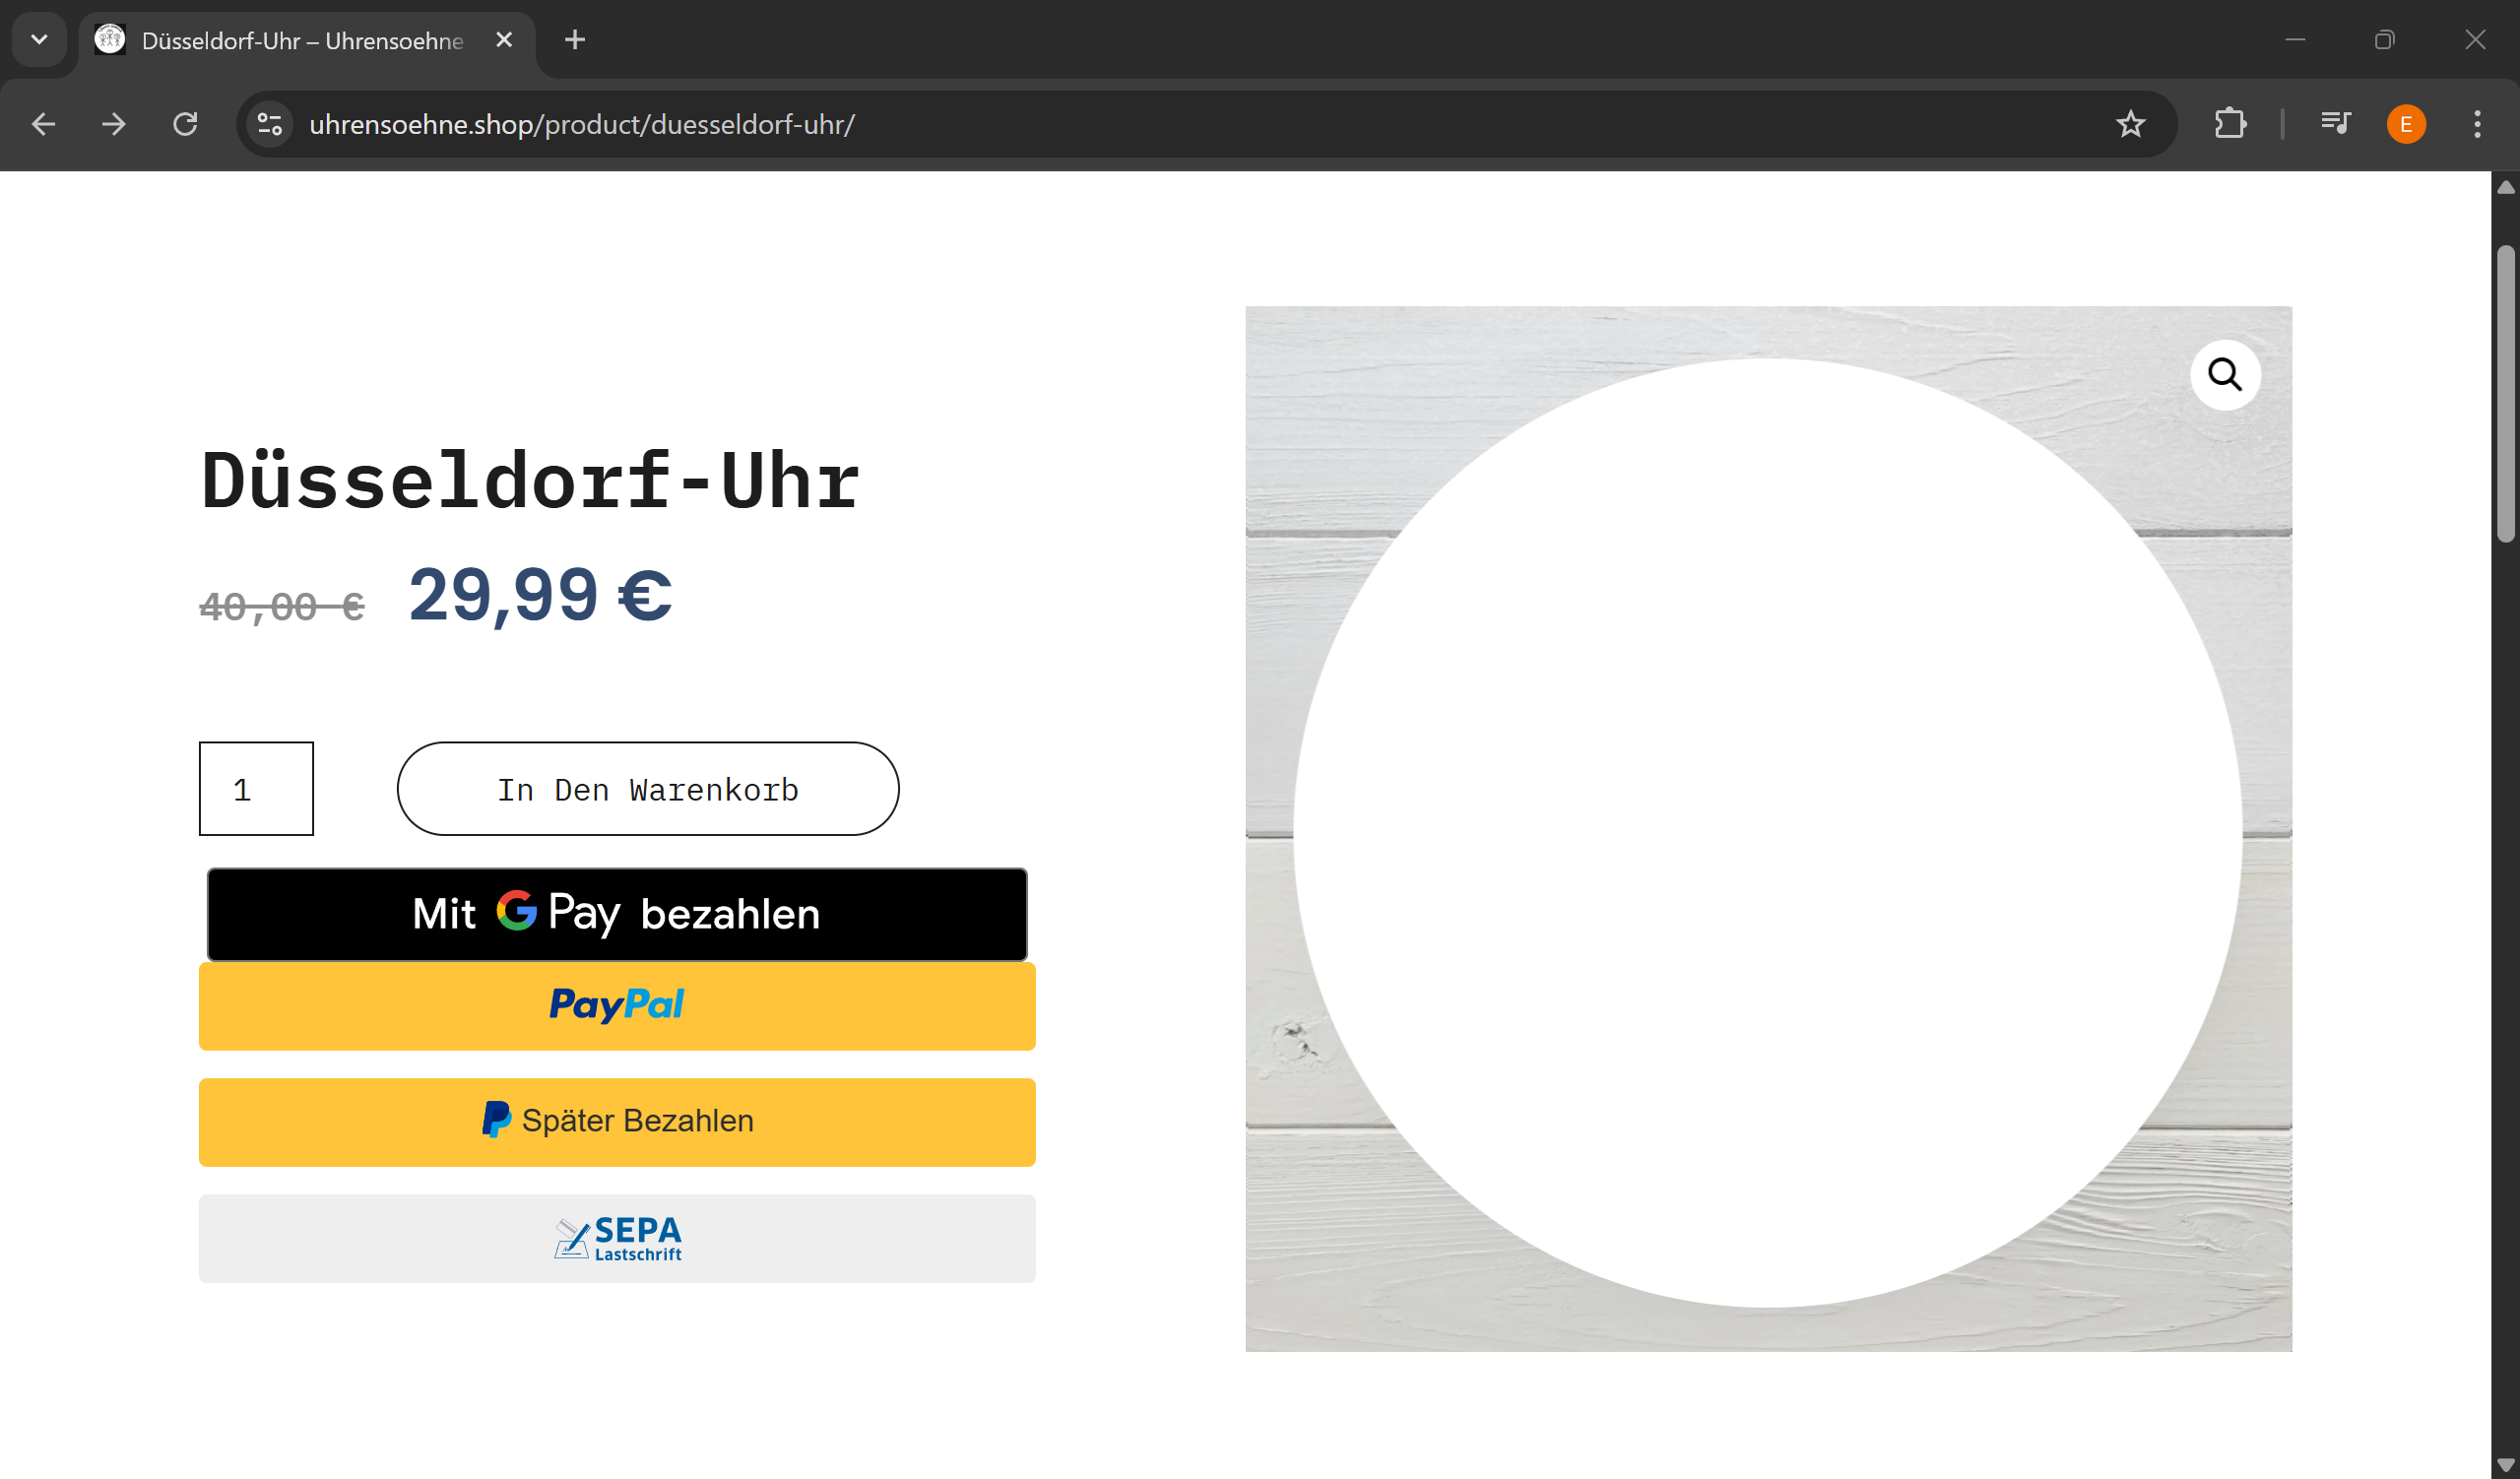 Düsseldorf-Uhr – Uhrensoehne
uhrensoehne.shop/product/duesseldorf-uhr/
E
Düsseldorf-Uhr
40,00 € 29,99 €
1
In Den Warenkorb
Mit G Pay bezahlen
PayPal
Später Bezahlen
SEPA
Lastschrift